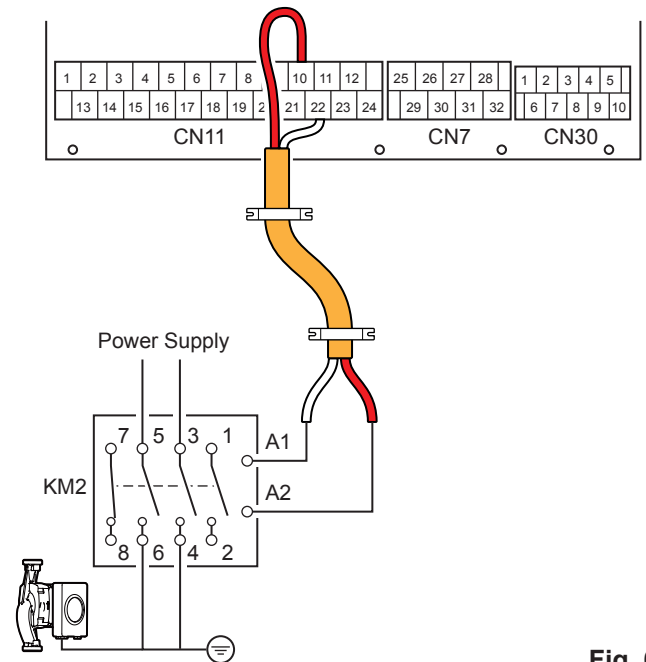 1 2 3 4 5 6 7 8 10 11 12 25 26 27 28 1 2 3 4 5
13 14 15 16 17 18 19 21 22 23 24 29 30 31 32 6 7 8 9 10
CN11 CN7 CN30
Power Supply
7 5 3 1 A1
KM2 A2
8 6 4 2
Fig.